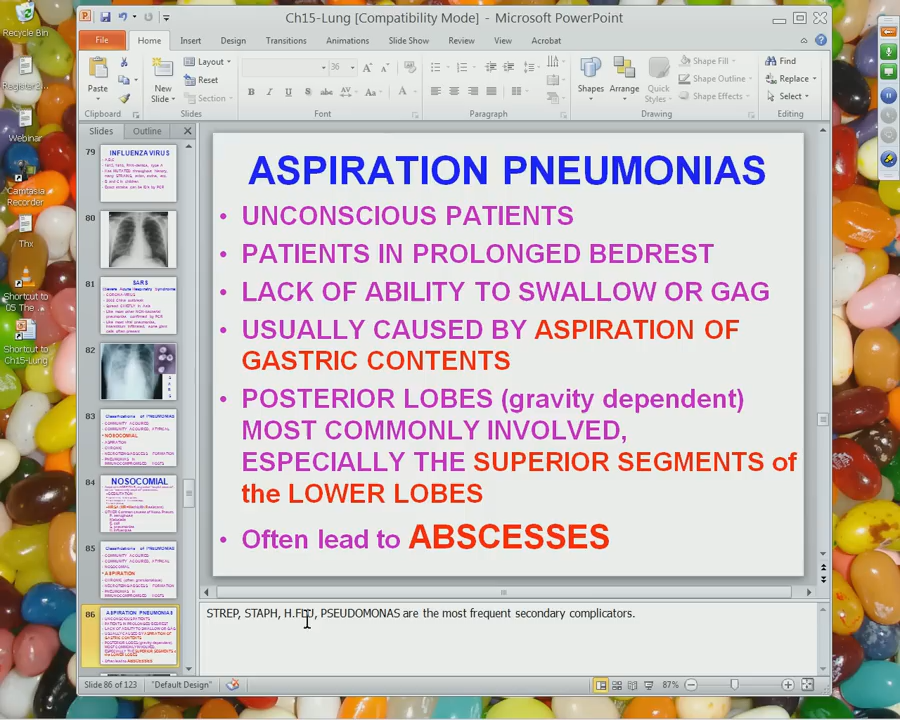 Ch15-Lung [Compatibility Mode] - Microsoft PowerPoint
File Home Insert Design Transitions Animations Slide Show Review View Acrobat
Paste
Clipboard
New
Slide
Layout
Reset
Section
Slides
36
Font
Paragraph
Shapes
Arrange
Quick
Styles
Shape Fill
Shape Outline
Shape Effects
Drawing
Find
Replace
Select
Editing
Recycle Bin
Webinar
Camtasia
Recorder
Thx
Shortcut to
05 The ...
Shortcut to
Ch15-Lung
Slides Outline
79
INFLUENZA VIRUS
80
81
SARS
82
83
Classifications of PNEUMONIAS
NOSOCOMIAL
84
NOSOCOMIAL
85
Classifications of PNEUMONIAS
ASPIRATION
86
ASPIRATION PNEUMONIAS
ASPIRATION PNEUMONIAS
• UNCONSCIOUS PATIENTS
• PATIENTS IN PROLONGED BEDREST
• LACK OF ABILITY TO SWALLOW OR GAG
• USUALLY CAUSED BY ASPIRATION OF
GASTRIC CONTENTS
• POSTERIOR LOBES (gravity dependent)
MOST COMMONLY INVOLVED,
ESPECIALLY THE SUPERIOR SEGMENTS of
the LOWER LOBES
• Often lead to ABSCESSES
STREP, STAPH, H.FLU, PSEUDOMONAS are the most frequent secondary complicators.
Slide 86 of 123 "Default Design" 87%